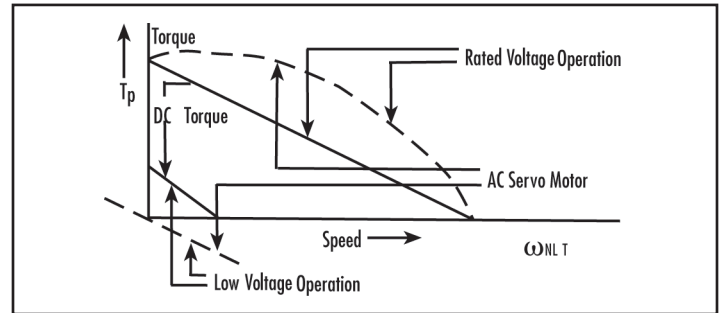 Torque
Rated Voltage Operation
Tp
DC Torque
AC Servo Motor
Speed
ωNL T
Low Voltage Operation